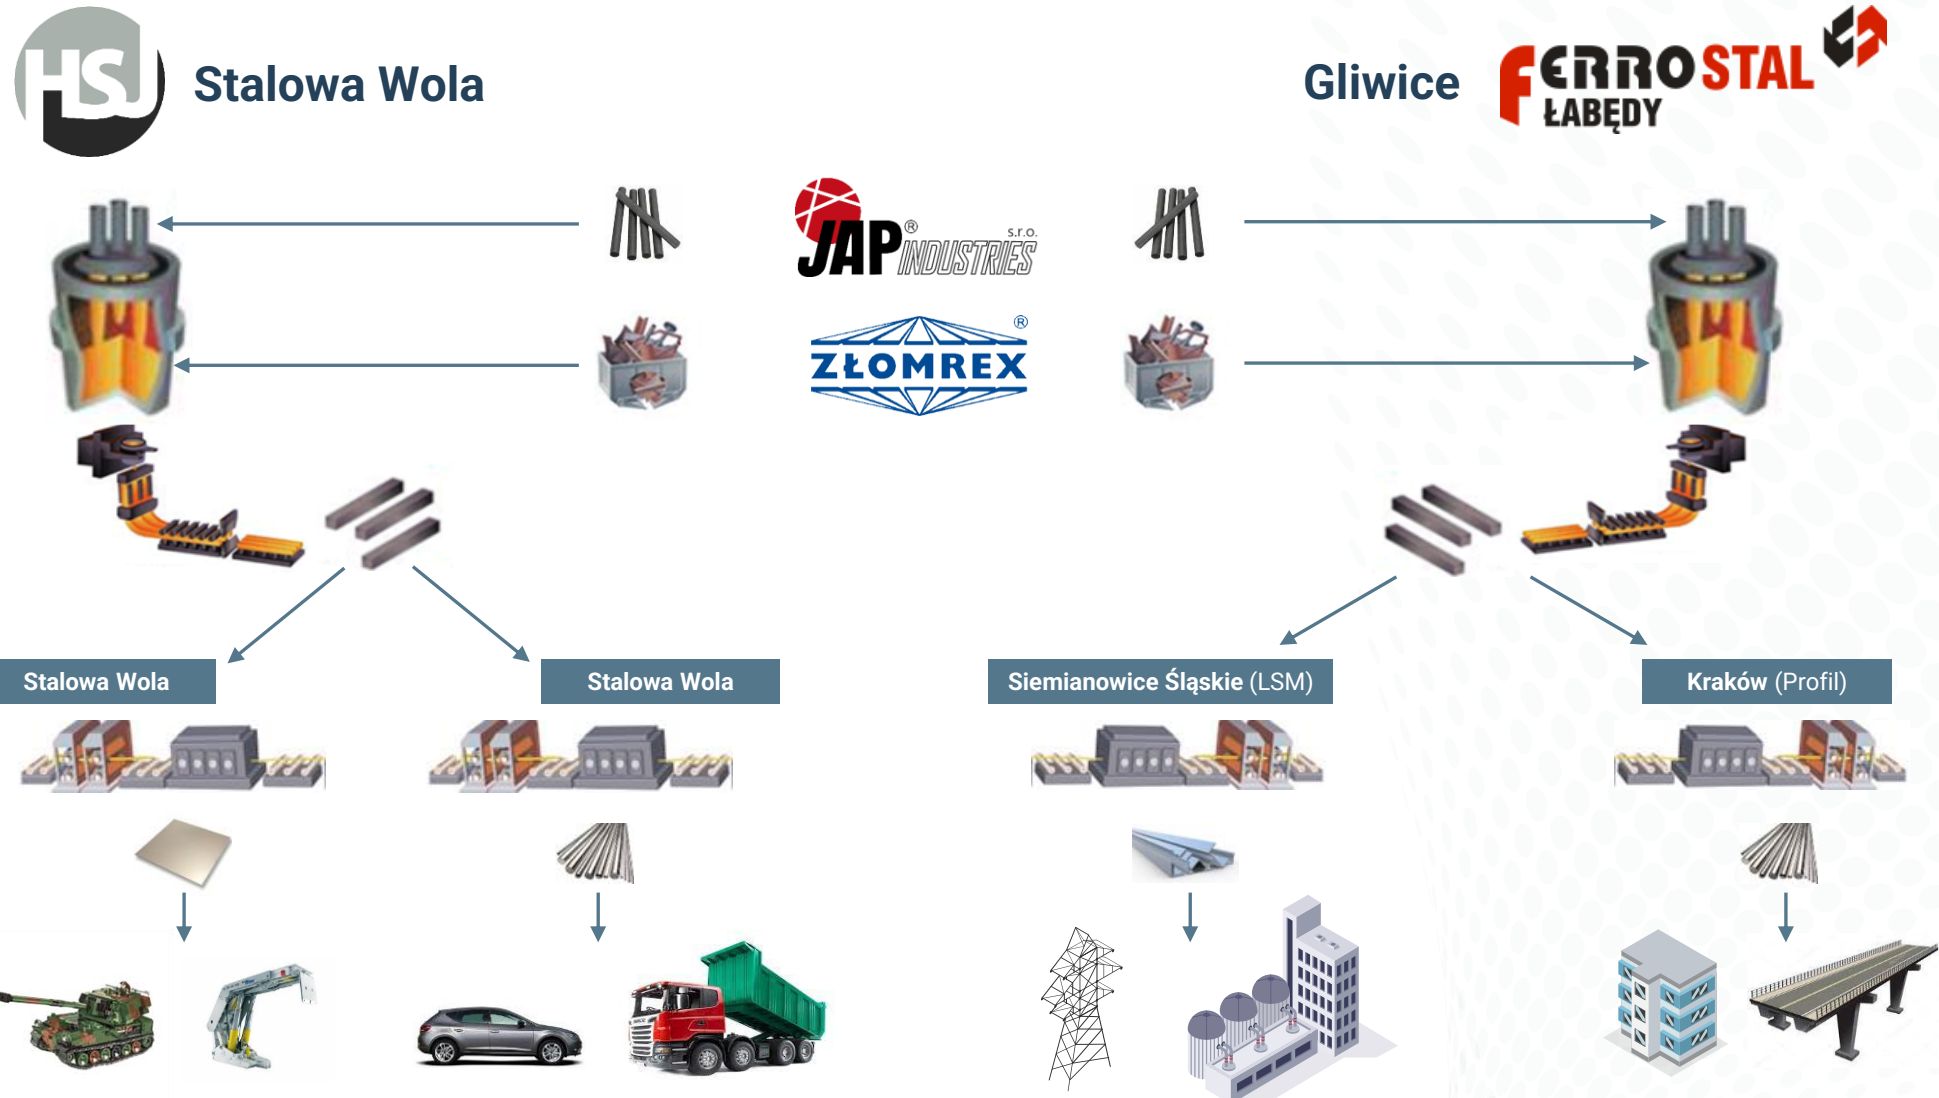 HSJ
Stalowa Wola
Gliwice
FERROSTAL
ŁABĘDY
JAP® INDUSTRIES s.r.o.
ZŁOMREX®
Stalowa Wola
Stalowa Wola
Siemianowice Śląskie (LSM)
Kraków (Profil)